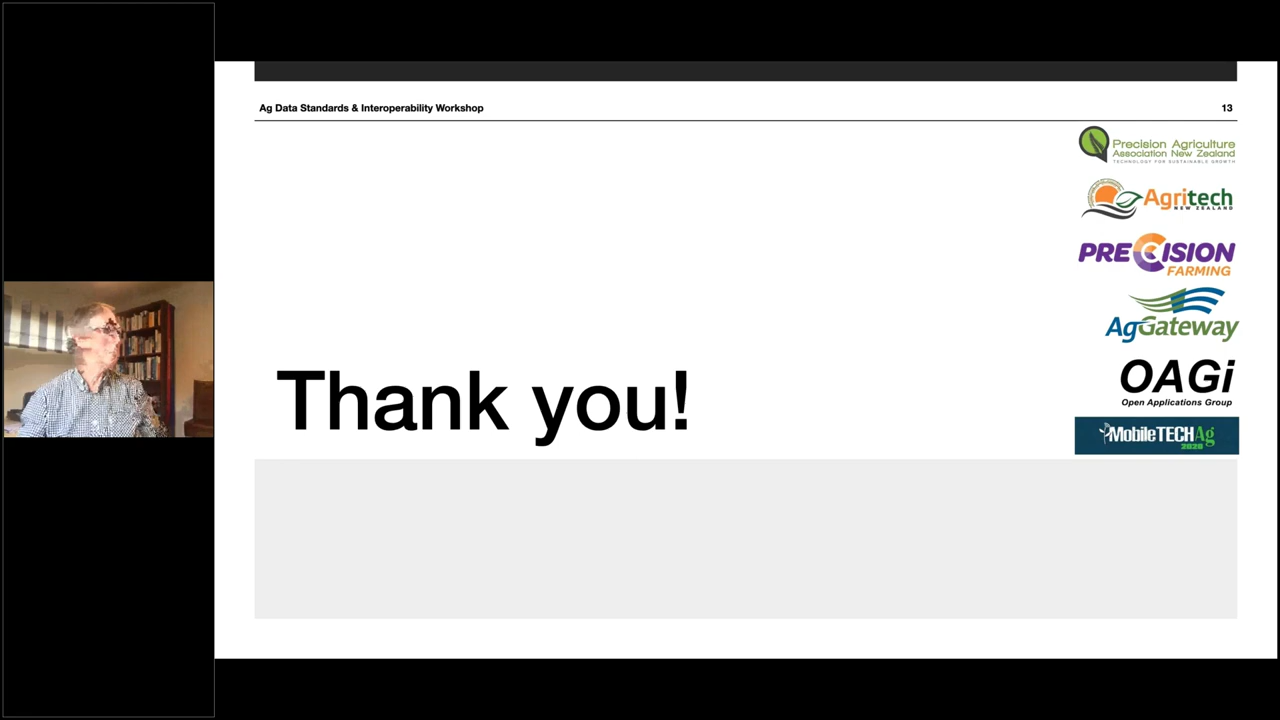 Ag Data Standards & Interoperability Workshop
13
Precision Agriculture
Association New Zealand
TECHNOLOGY FOR SUSTAINABLE GROWTH
Agritech
NEW ZEALAND
PRECISION
FARMING
AgGateway
OAGi
Open Applications Group
MobileTECHAg
2020
Thank you!